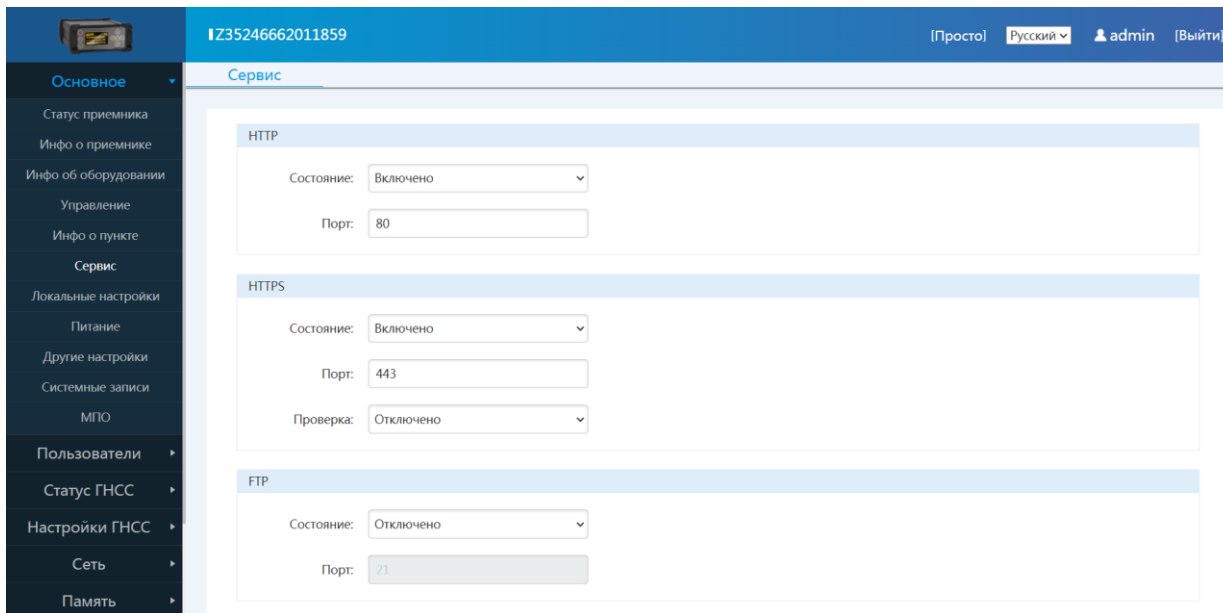 IZ35246662011859
[Просто]
Русский
admin
[Выйти]
Основное
Статус приемника
Инфо о приемнике
Инфо об оборудовании
Управление
Инфо о пункте
Сервис
Локальные настройки
Питание
Другие настройки
Системные записи
МПО
Пользователи
Статус ГНСС
Настройки ГНСС
Сеть
Память
Сервис
HTTP
Состояние: Включено
Порт: 80
HTTPS
Состояние: Включено
Порт: 443
Проверка: Отключено
FTP
Состояние: Отключено
Порт: 21